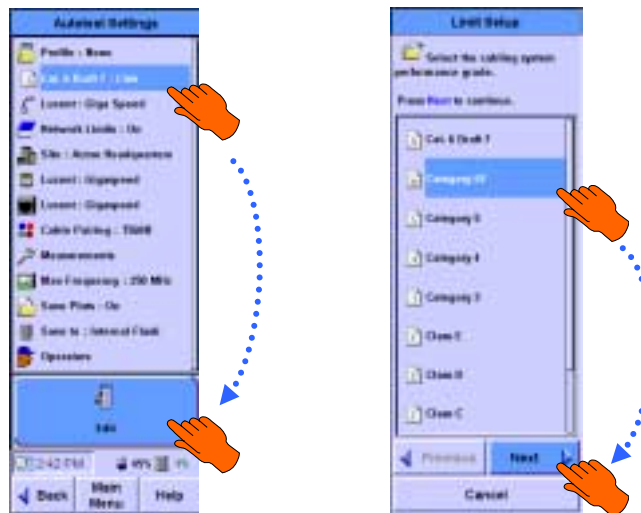 Autotest Settings
Profile : None
Cat. 6 Draft 7 : Link
Lucent : Giga Speed
Network Limits : On
Site : Acme Headquarters
Lucent : Gigaspeed
Lucent : Gigaspeed
Cable Pairing : T568B
Measurements
Max Frequency : 250 MHz
Save Plots : On
Save to : Internal Flash
Operators
Edit
2:42 PM
Back
Main
Menu
Help
Limit Setup
Select the cabling system
performance grade.
Press Next to continue.
Cat. 6 Draft 7
Category 5E
Category 5
Category 4
Category 3
Class E
Class D
Class C
Previous
Next
Cancel